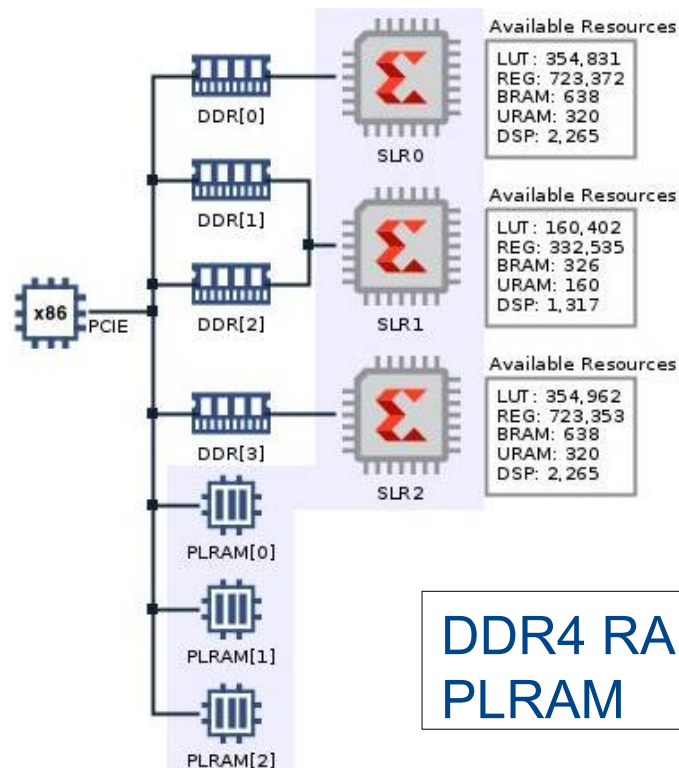 Available Resources
LUT: 354,831
REG: 723,372
BRAM: 638
URAM: 320
DSP: 2,265
DDR[0]
SLR0
Available Resources
LUT: 160,402
REG: 332,535
BRAM: 326
URAM: 160
DSP: 1,317
DDR[1]
x86
PCIE
DDR[2]
SLR1
Available Resources
LUT: 354,962
REG: 723,353
BRAM: 638
URAM: 320
DSP: 2,265
DDR[3]
SLR2
PLRAM[0]
PLRAM[1]
PLRAM[2]
DDR4 RA
PLRAM